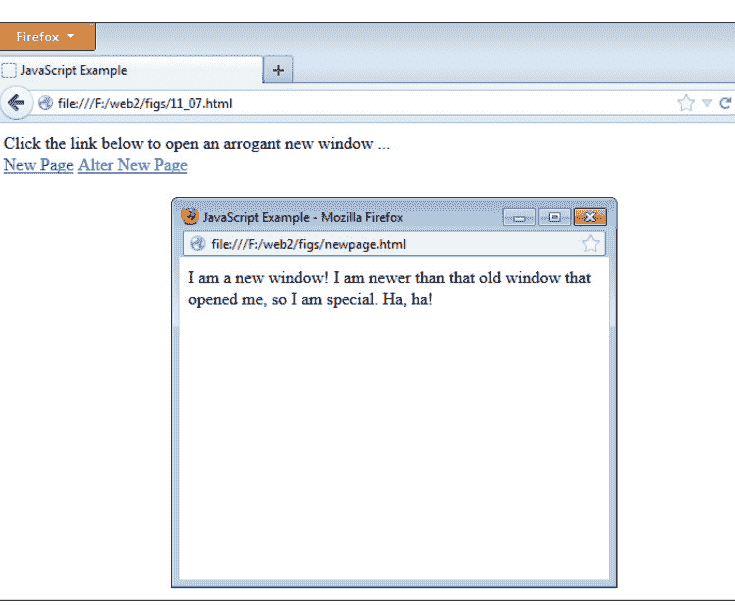 Firefox
JavaScript Example
file:///F:/web2/figs/11_07.html
Click the link below to open an arrogant new window ...
New Page Alter New Page
JavaScript Example - Mozilla Firefox
file:///F:/web2/figs/newpage.html
I am a new window! I am newer than that old window that
opened me, so I am special. Ha, ha!